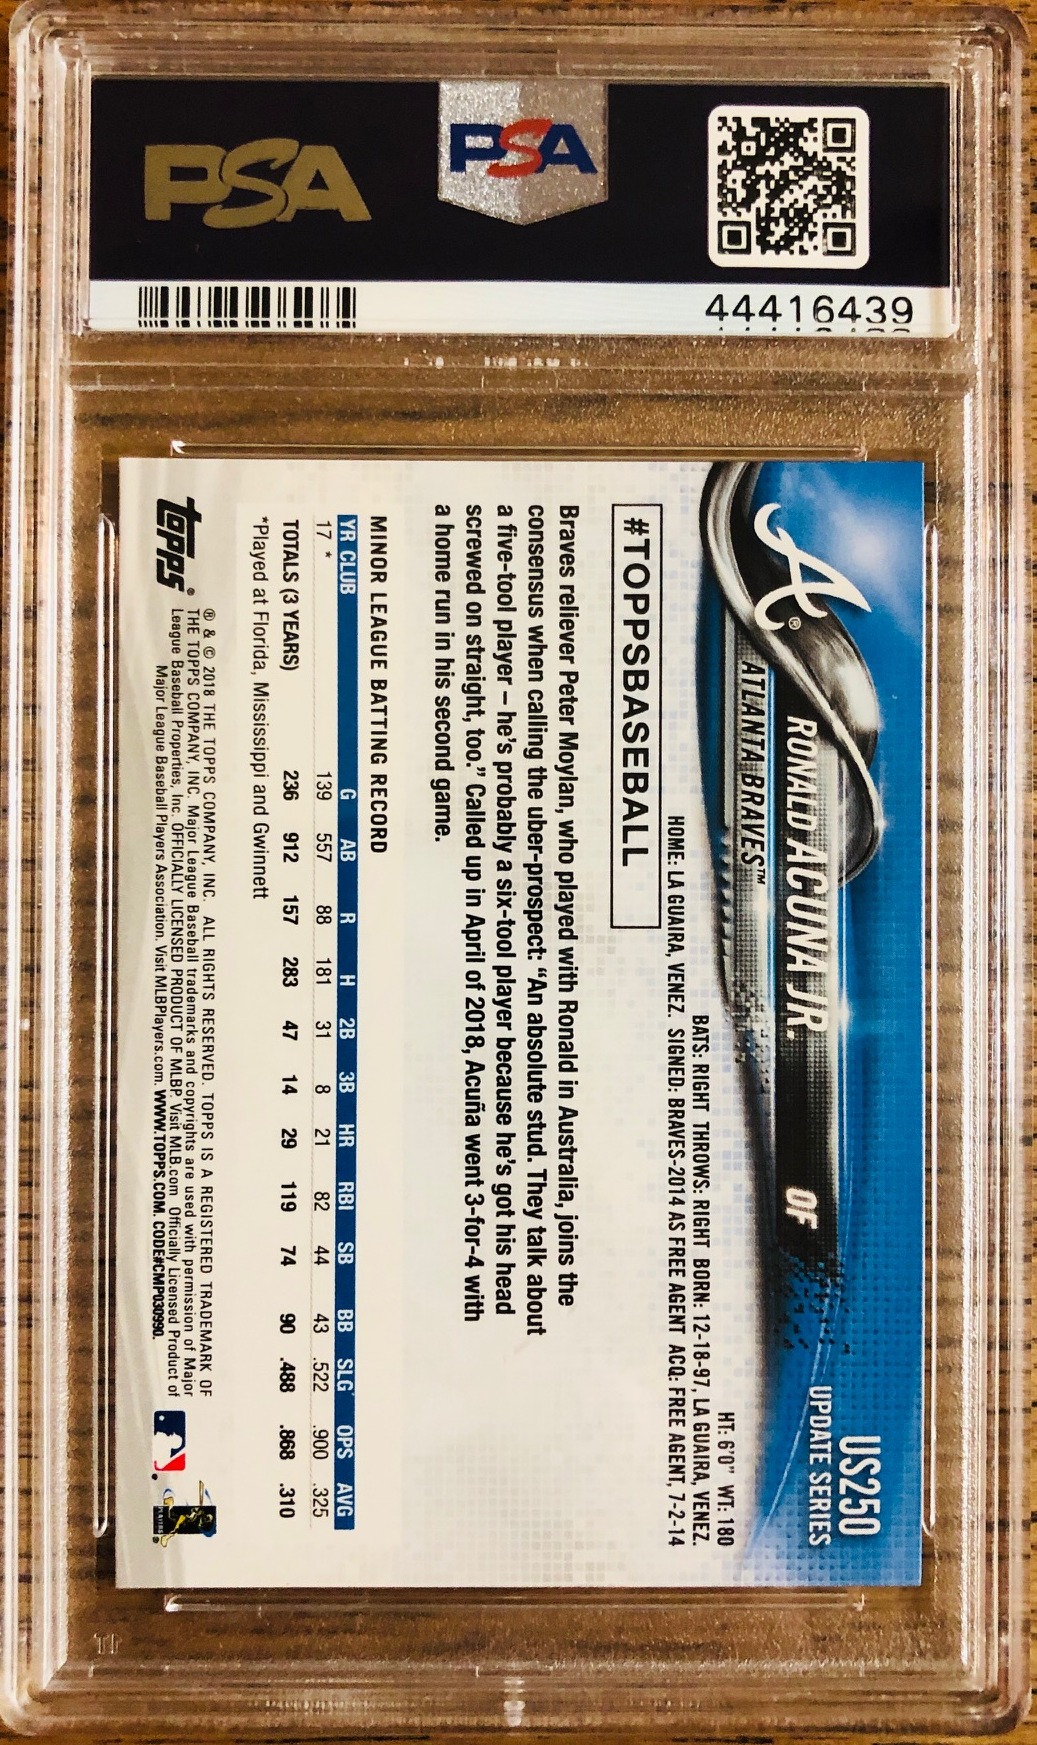 PSA
PSA
44416439
US250
UPDATE SERIES
RONALD ACUÑA JR. OF
ATLANTA BRAVES™
A®
HT: 6'0" WT: 180
BATS: RIGHT THROWS: RIGHT BORN: 12-18-97, LA GUAIRA, VENEZ.
HOME: LA GUAIRA, VENEZ. SIGNED: BRAVES-2014 AS FREE AGENT ACQ: FREE AGENT, 7-2-14
#TOPPSBASEBALL
Braves reliever Peter Moylan, who played with Ronald in Australia, joins the
consensus when calling the uber-prospect: “An absolute stud. They talk about
a five-tool player – he’s probably a six-tool player because he’s got his head
screwed on straight, too.” Called up in April of 2018, Acuña went 3-for-4 with
a home run in his second game.
MINOR LEAGUE BATTING RECORD
YR CLUB G AB R H 2B 3B HR RBI SB BB SLG OPS AVG
17 * 139 557 88 181 31 8 21 82 44 43 .522 .900 .325
TOTALS (3 YEARS) 236 912 157 283 47 14 29 119 74 90 .488 .868 .310
*Played at Florida, Mississippi and Gwinnett
topps®
® & © 2018 THE TOPPS COMPANY, INC. ALL RIGHTS RESERVED. TOPPS IS A REGISTERED TRADEMARK OF
THE TOPPS COMPANY, INC. Major League Baseball trademarks and copyrights are used with permission of Major
League Baseball Properties, Inc. OFFICIALLY LICENSED PRODUCT OF MLBP. Visit MLB.com Officially Licensed Product of
Major League Baseball Players Association. Visit MLBPlayers.com. WWW.TOPPS.COM. CODE#CMP030990.